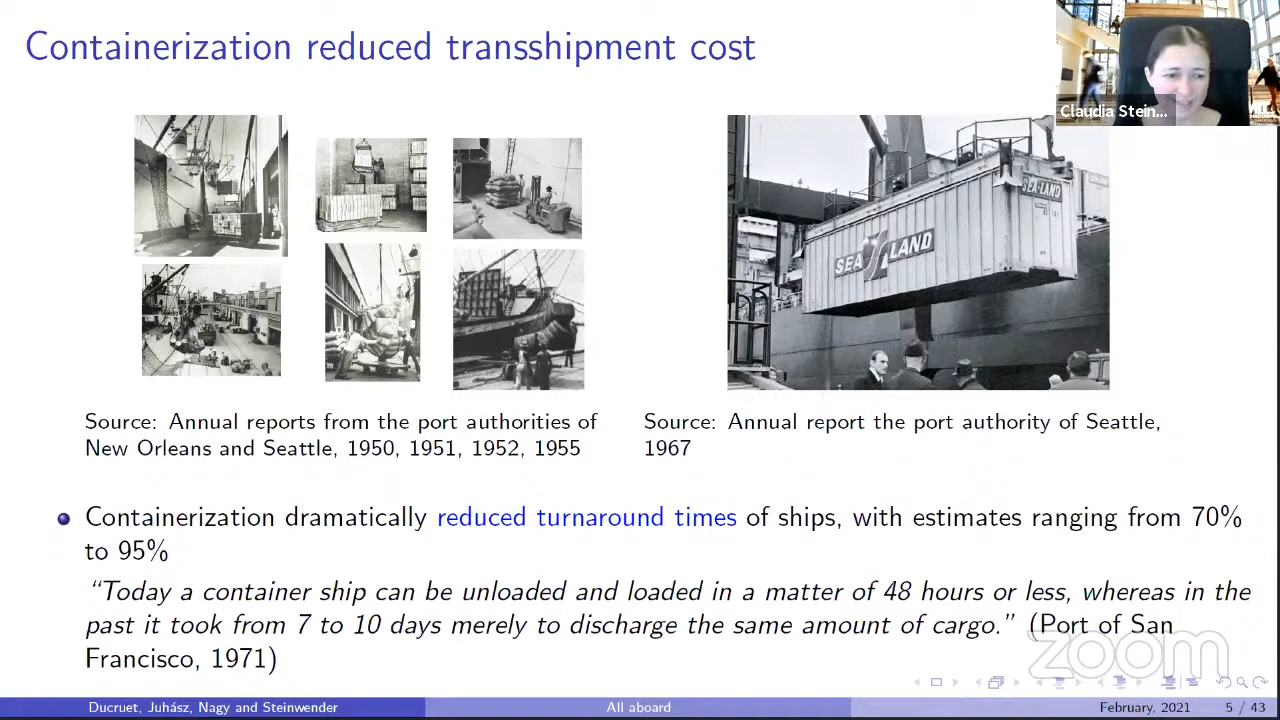 Containerization reduced transshipment cost
Claudia Stein...
SEA LAND
SEA-LAND
Source: Annual reports from the port authorities of
New Orleans and Seattle, 1950, 1951, 1952, 1955
Source: Annual report the port authority of Seattle,
1967
Containerization dramatically reduced turnaround times of ships, with estimates ranging from 70%
to 95%
“Today a container ship can be unloaded and loaded in a matter of 48 hours or less, whereas in the
past it took from 7 to 10 days merely to discharge the same amount of cargo.” (Port of San
Francisco, 1971)
zoom
Ducruet, Juhász, Nagy and Steinwender
All aboard
February, 2021
5 / 43